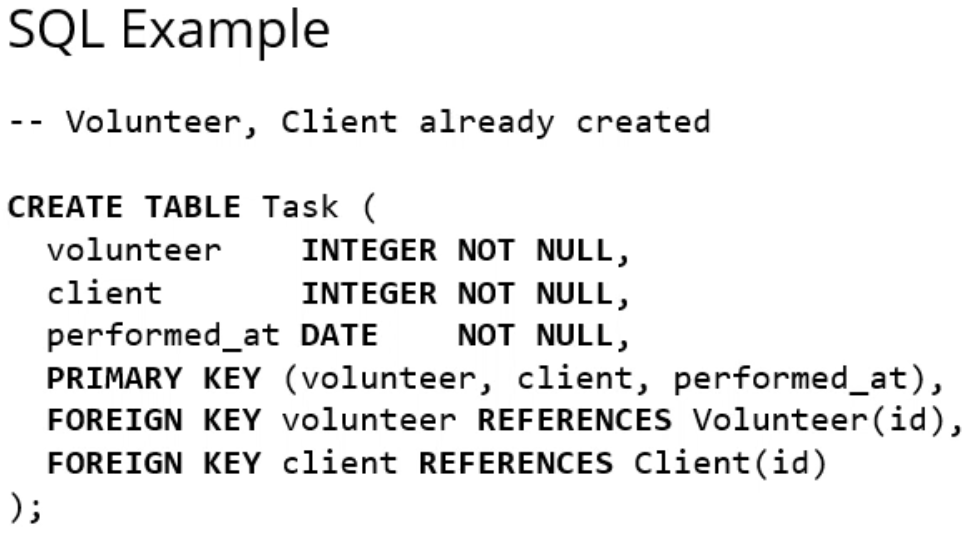 SQL Example
-- Volunteer, Client already created
CREATE TABLE Task (
volunteer INTEGER NOT NULL,
client INTEGER NOT NULL,
performed_at DATE NOT NULL,
PRIMARY KEY (volunteer, client, performed_at),
FOREIGN KEY volunteer REFERENCES Volunteer(id),
FOREIGN KEY client REFERENCES Client(id)
);